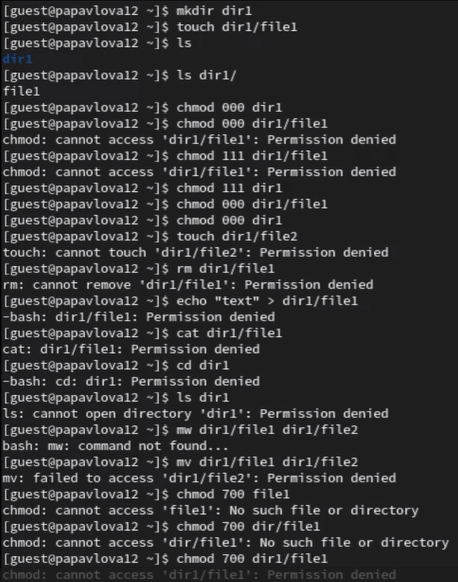 [guest@papavlova12 ~]$ mkdir dir1
[guest@papavlova12 ~]$ touch dir1/file1
[guest@papavlova12 ~]$ ls
dir1
[guest@papavlova12 ~]$ ls dir1/
file1
[guest@papavlova12 ~]$ chmod 000 dir1
[guest@papavlova12 ~]$ chmod 000 dir1/file1
chmod: cannot access 'dir1/file1': Permission denied
[guest@papavlova12 ~]$ chmod 111 dir1/file1
chmod: cannot access 'dir1/file1': Permission denied
[guest@papavlova12 ~]$ chmod 111 dir1
[guest@papavlova12 ~]$ chmod 000 dir1/file1
[guest@papavlova12 ~]$ chmod 000 dir1
[guest@papavlova12 ~]$ touch dir1/file2
touch: cannot touch 'dir1/file2': Permission denied
[guest@papavlova12 ~]$ rm dir1/file1
rm: cannot remove 'dir1/file1': Permission denied
[guest@papavlova12 ~]$ echo "text" > dir1/file1
-bash: dir1/file1: Permission denied
[guest@papavlova12 ~]$ cat dir1/file1
cat: dir1/file1: Permission denied
[guest@papavlova12 ~]$ cd dir1
-bash: cd: dir1: Permission denied
[guest@papavlova12 ~]$ ls dir1
ls: cannot open directory 'dir1': Permission denied
[guest@papavlova12 ~]$ mw dir1/file1 dir1/file2
bash: mw: command not found...
[guest@papavlova12 ~]$ mv dir1/file1 dir1/file2
mv: failed to access 'dir1/file2': Permission denied
[guest@papavlova12 ~]$ chmod 700 file1
chmod: cannot access 'file1': No such file or directory
[guest@papavlova12 ~]$ chmod 700 dir/file1
chmod: cannot access 'dir/file1': No such file or directory
[guest@papavlova12 ~]$ chmod 700 dir1/file1
chmod: cannot access 'dir1/file1': Permission denied